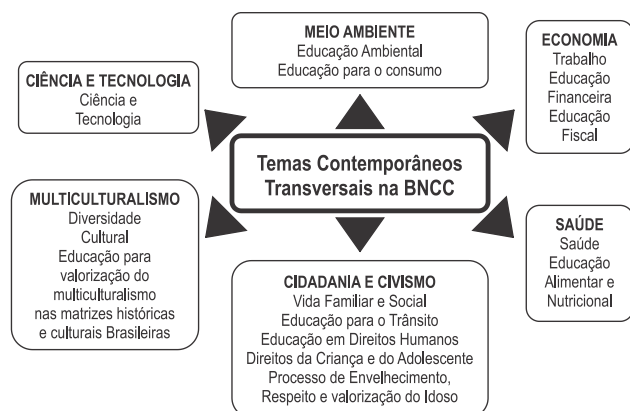 MEIO AMBIENTE
Educação Ambiental
Educação para o consumo
ECONOMIA
Trabalho
Educação
Financeira
Educação
Fiscal
CIÊNCIA E TECNOLOGIA
Ciência e
Tecnologia
Temas Contemporâneos
Transversais na BNCC
MULTICULTURALISMO
Diversidade
Cultural
Educação para
valorização do
multiculturalismo
nas matrizes históricas
e culturais Brasileiras
SAÚDE
Saúde
Educação
Alimentar e
Nutricional
CIDADANIA E CIVISMO
Vida Familiar e Social
Educação para o Trânsito
Educação em Direitos Humanos
Direitos da Criança e do Adolescente
Processo de Envelhecimento,
Respeito e valorização do Idoso